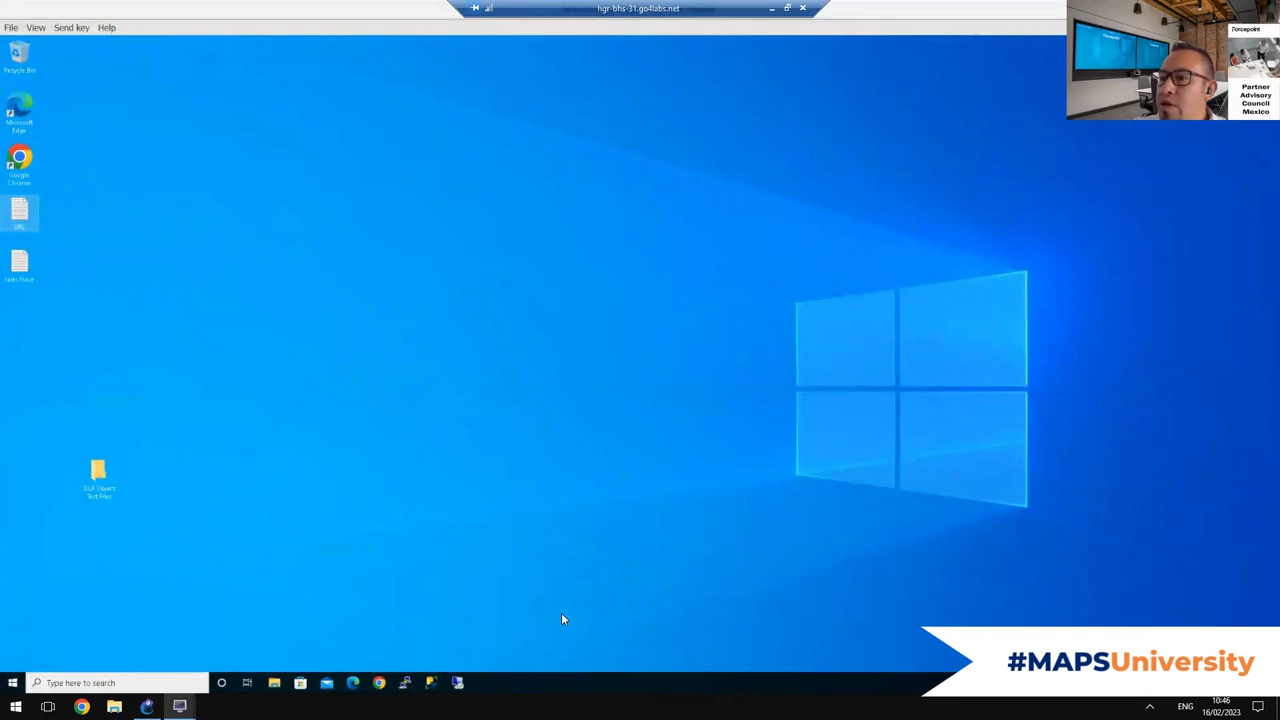 hgr-bhs-31.go4labs.net
File View Send key Help
Recycle Bin
Microsoft
Edge
Google
Chrome
DLP Object
Test Files
Forcepoint
Partner
Advisory
Council
Mexico
#MAPSUniversity
Type here to search
ENG
10:46
16/02/2023